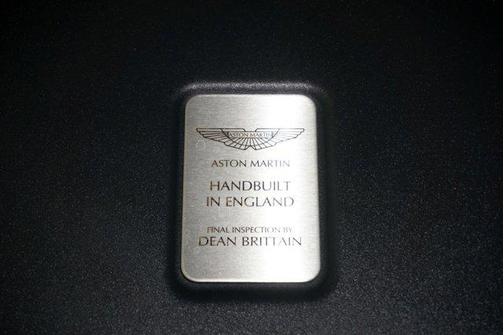 ASTON MARTIN
ASTON MARTIN
HANDBUILT
IN ENGLAND
FINAL INSPECTION BY
DEAN BRITTAIN